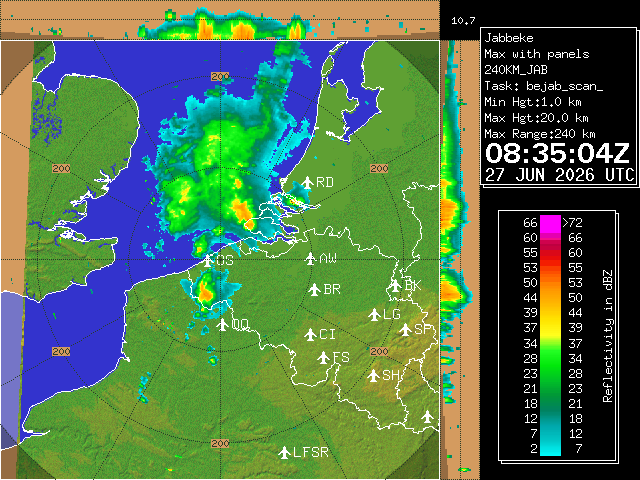 10.7
Jabbeke
Max with panels
240KM_JAB
Task: bejab_scan_
Min Hgt:1.0 km
Max Hgt:20.0 km
Max Range:240 km
08:35:04Z
27 JUN 2026 UTC
200
200
200
RD
OS
AW
BR
BK
LG
QQ
CI
SP
200
FS
200
SH
200
LFSR
66 >72
60 66
55 60
53 55
50 53
44 50
39 44
37 39
34 37
28 34
24 28
23 24
21 23
18 21
12 18
7 12
2 7
Reflectivity in dBZ